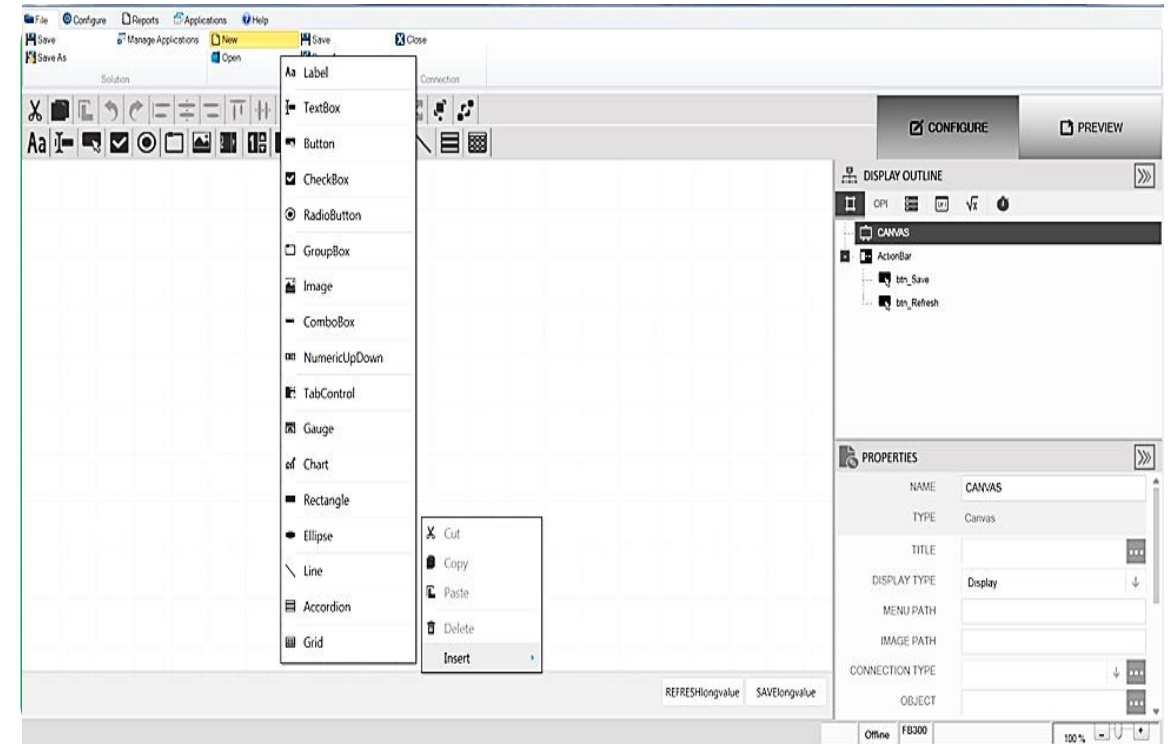 File Configure Reports Applications Help
Save Manage Applications New Save Close
Save As Open
Solution Connection
Aa Label
TextBox
Button
CheckBox
RadioButton
GroupBox
Image
ComboBox
NumericUpDown
TabControl
Gauge
Chart
Rectangle
Ellipse
Line
Accordion
Grid
Cut
Copy
Paste
Delete
Insert
Aa
REFRESHlongvalue SAVElongvalue
CONFIGURE PREVIEW
DISPLAY OUTLINE
OPI
CANVAS
ActionBar
btn_Save
btn_Refresh
PROPERTIES
NAME CANVAS
TYPE Canvas
TITLE
DISPLAY TYPE Display
MENU PATH
IMAGE PATH
CONNECTION TYPE
OBJECT
Offline FB300 100 %